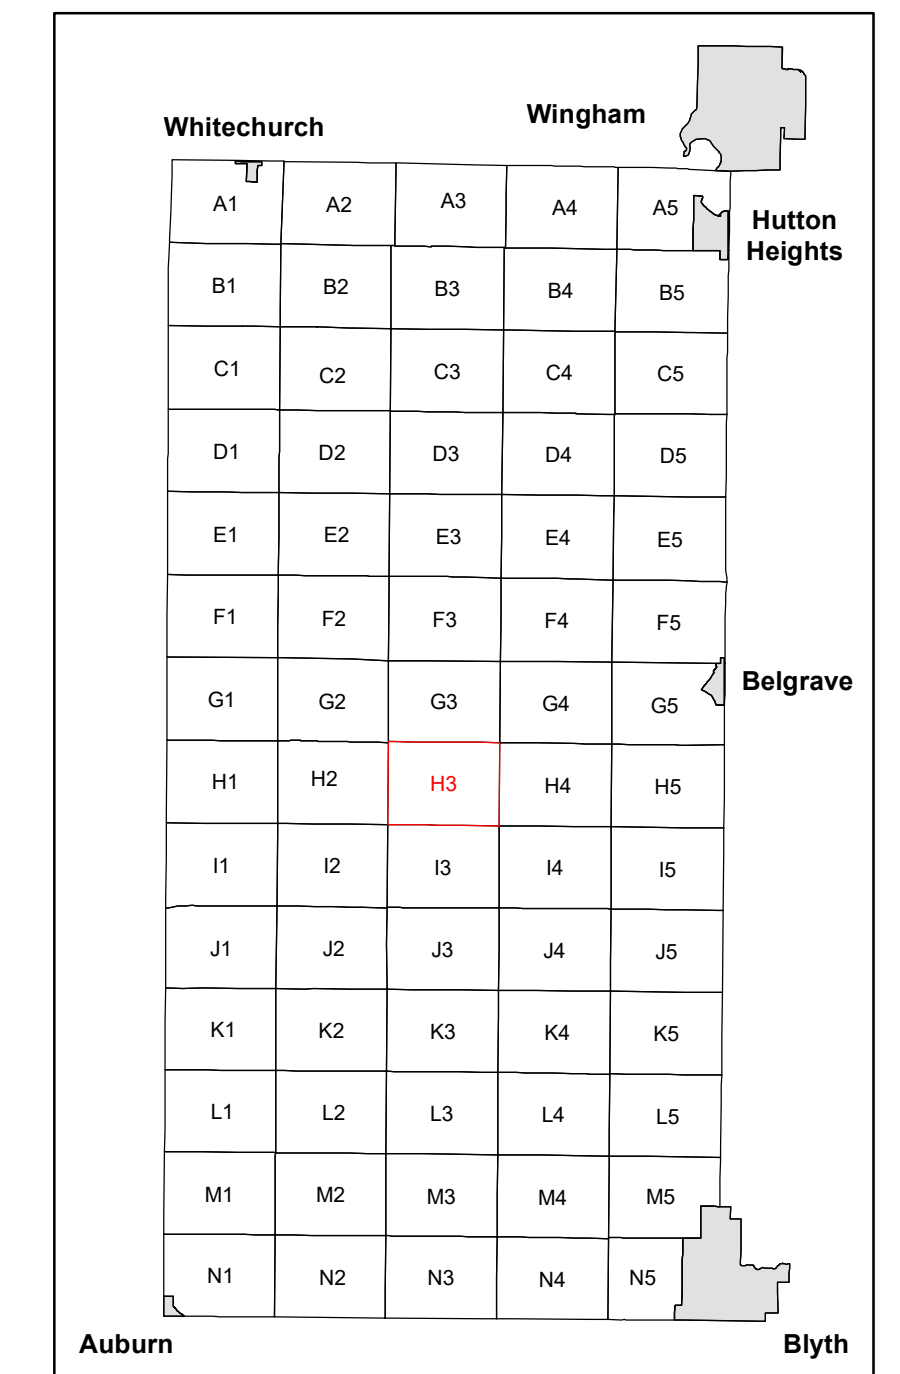 Wingham
Whitechurch
A1 A2 A3 A4 A5
Hutton
Heights
B1 B2 B3 B4 B5
C1 C2 C3 C4 C5
D1 D2 D3 D4 D5
E1 E2 E3 E4 E5
F1 F2 F3 F4 F5
Belgrave
G1 G2 G3 G4 G5
H1 H2 H3 H4 H5
I1 I2 I3 I4 I5
J1 J2 J3 J4 J5
K1 K2 K3 K4 K5
L1 L2 L3 L4 L5
M1 M2 M3 M4 M5
N1 N2 N3 N4 N5
Auburn
Blyth